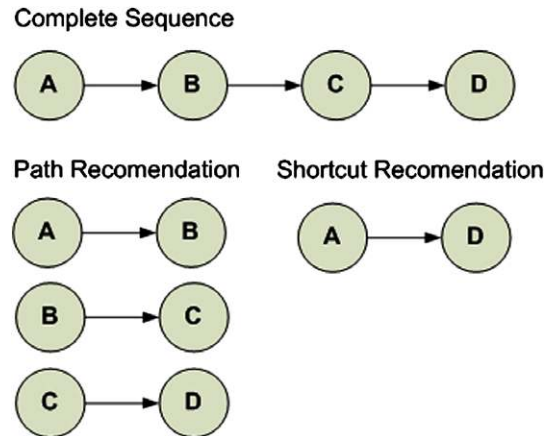 Complete Sequence
A B C D
Path Recomendation
A B
B C
C D
Shortcut Recomendation
A D